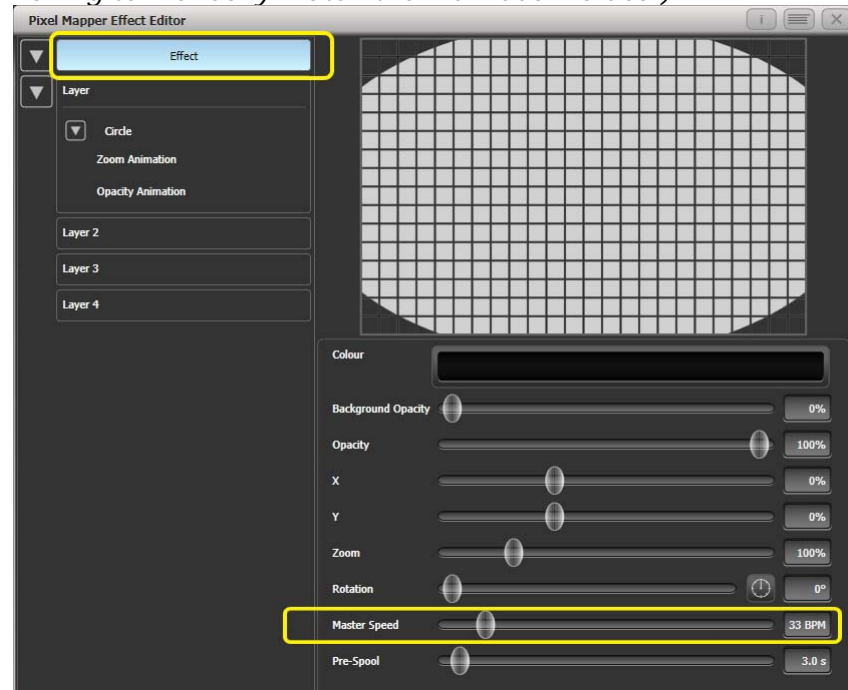 Pixel Mapper Effect Editor
Effect
Layer
Circle
Zoom Animation
Opacity Animation
Layer 2
Layer 3
Layer 4
Colour
Background Opacity 0%
Opacity 100%
X 0%
Y 0%
Zoom 100%
Rotation 0°
Master Speed 33 BPM
Pre-Spool 3.0 s